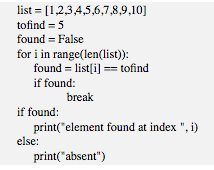 list = [1,2,3,4,5,6,7,8,9,10]
tofind = 5
found = False
for i in range(len(list)):
    found = list[i] == tofind
    if found:
        break
if found:
    print("element found at index ", i)
else:
    print("absent")